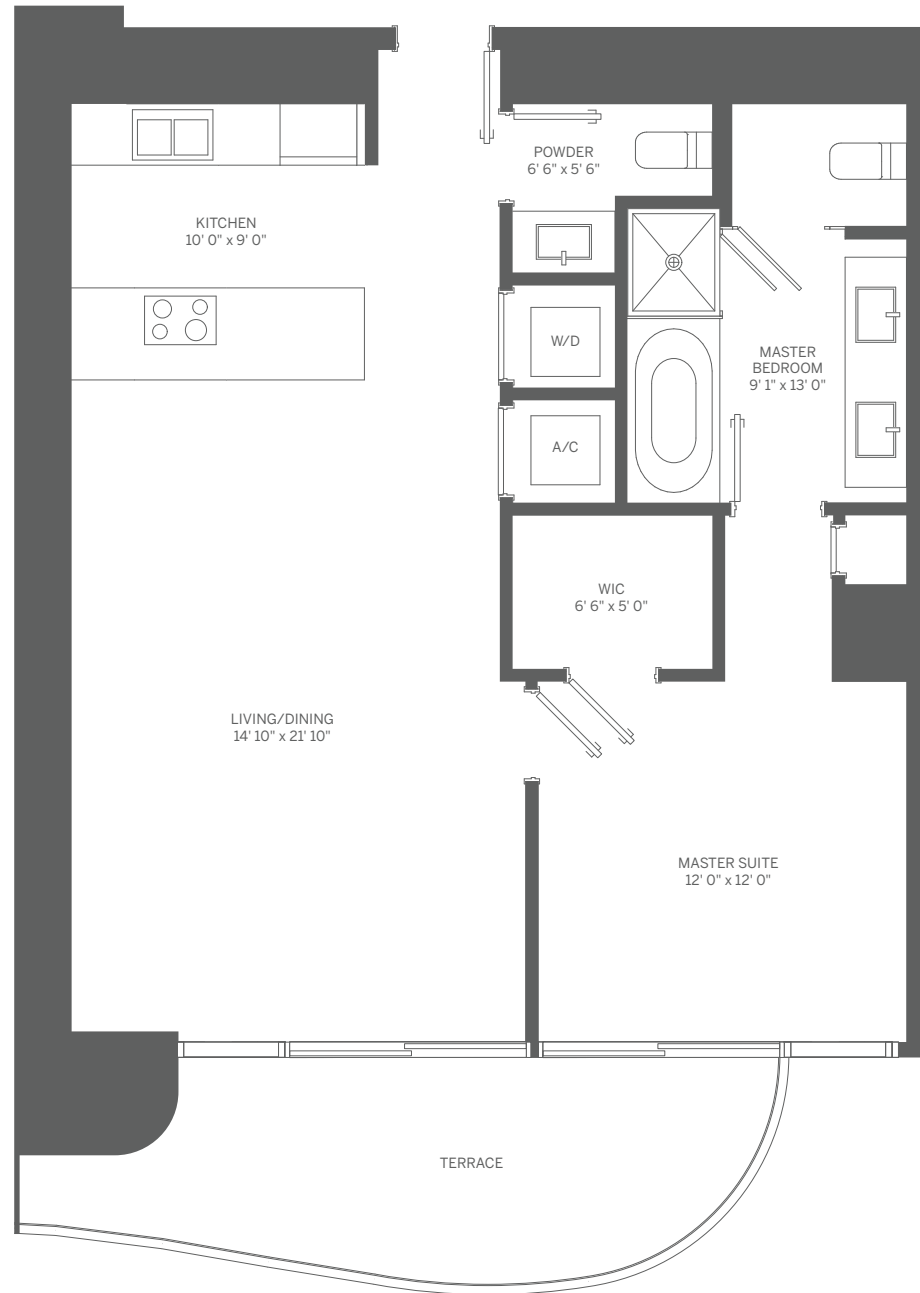 POWDER
6' 6" x 5' 6"
KITCHEN
10' 0" x 9' 0"
W/D
MASTER
BEDROOM
9' 1" x 13' 0"
A/C
WIC
6' 6" x 5' 0"
LIVING/DINING
14' 10" x 21' 10"
MASTER SUITE
12' 0" x 12' 0"
TERRACE